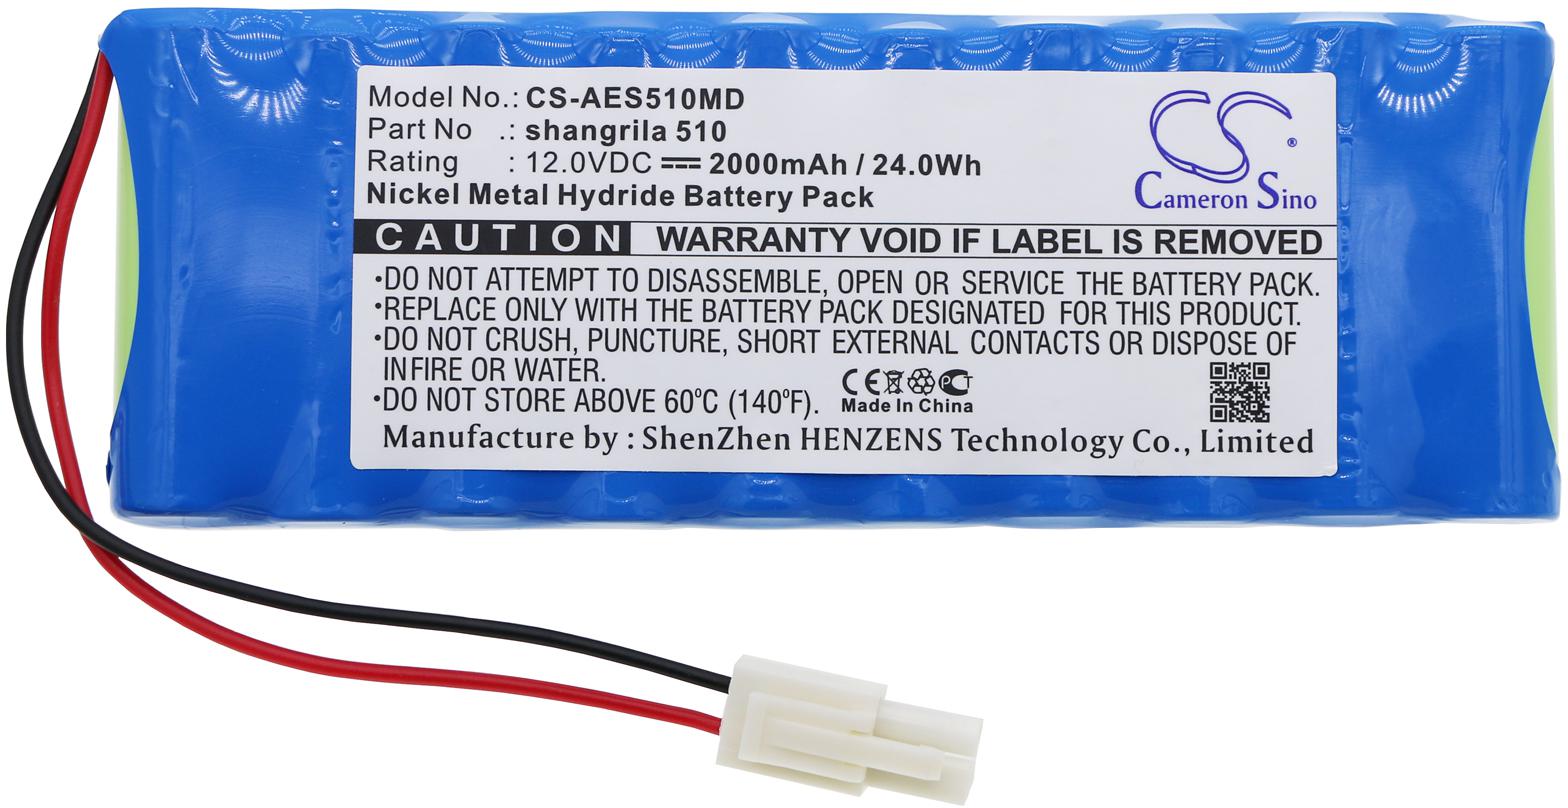 Model No.: CS-AES510MD
Part No .: shangrila 510
Rating : 12.0VDC 2000mAh / 24.0Wh
Nickel Metal Hydride Battery Pack
CS ®
Cameron Sino
CAUTION WARRANTY VOID IF LABEL IS REMOVED
•DO NOT ATTEMPT TO DISASSEMBLE, OPEN OR SERVICE THE BATTERY PACK.
•REPLACE ONLY WITH THE BATTERY PACK DESIGNATED FOR THIS PRODUCT.
•DO NOT CRUSH, PUNCTURE, SHORT EXTERNAL CONTACTS OR DISPOSE OF
INFIRE OR WATER.
•DO NOT STORE ABOVE 60°C (140°F).
CE PCT
Made In China
Manufacture by : ShenZhen HENZENS Technology Co., Limited